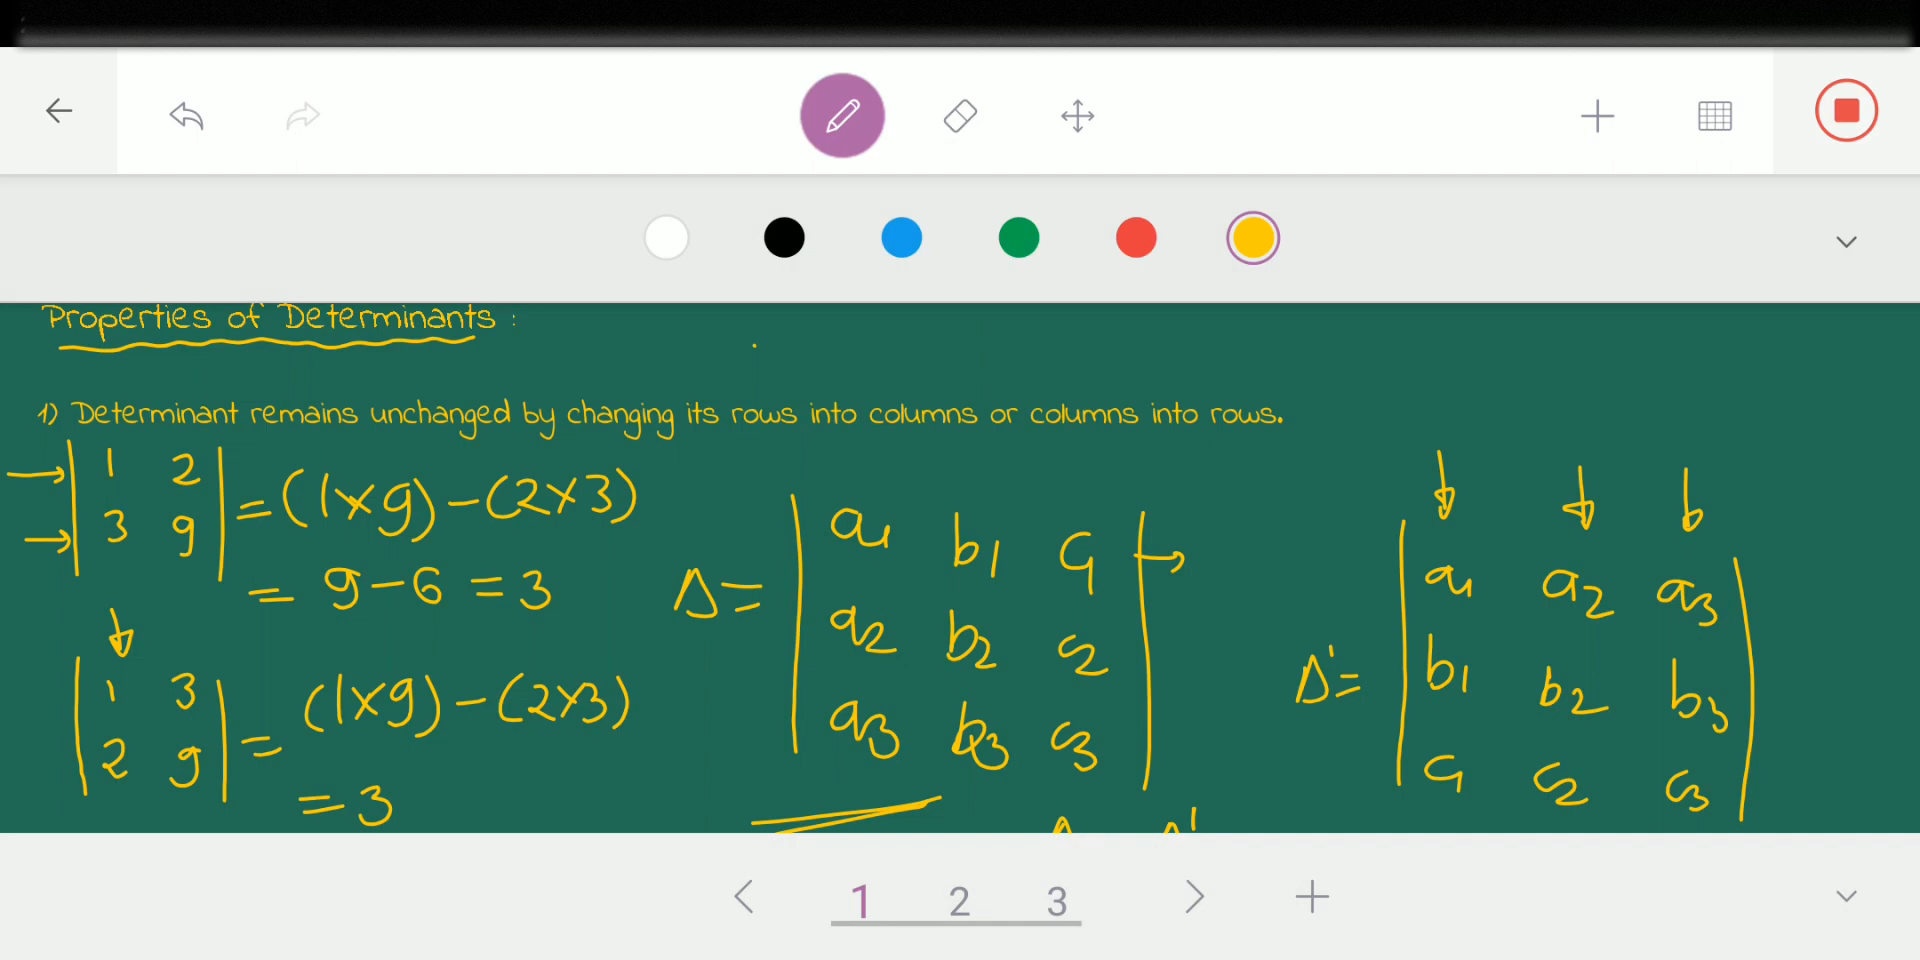 Properties of Determinants :
1) Determinant remains unchanged by changing its rows into columns or columns into rows.
→ | 1 2 |
→ | 3 9 | = (1×9) − (2×3)
= 9 − 6 = 3
↓
| 1 3 |
| 2 9 | = (1×9) − (2×3)
= 3
Δ = | a1 b1 c1 | →
| a2 b2 c2 |
| a3 b3 c3 |
↓ ↓ ↓
Δ' = | a1 a2 a3 |
| b1 b2 b3 |
| c1 c2 c3 |
1 2 3